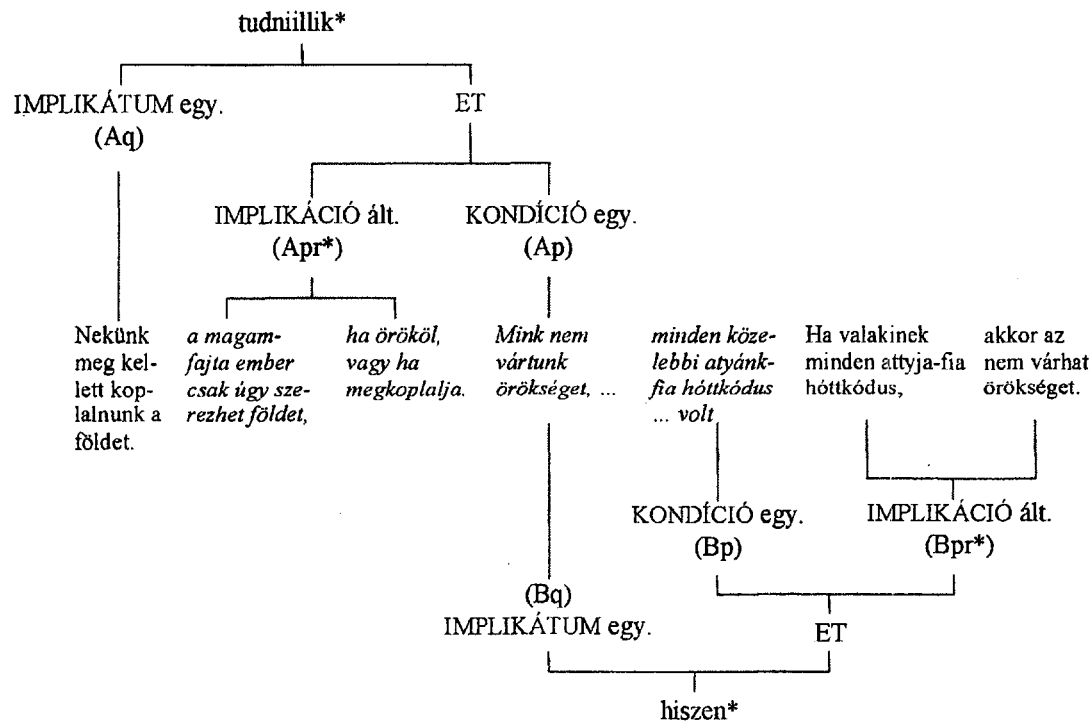 tudniillik*
IMPLIKÁTUM egy.
(Aq)
ET
IMPLIKÁCIÓ ált.
(Apr*)
KONDÍCIÓ egy.
(Ap)
Nekünk
meg kel-
lett kop-
lalnunk a
földet.
a magam-
fajta ember
csak úgy sze-
rezhet földet,
ha örököl,
vagy ha
megkoplalja.
Mink nem
vártunk
örökséget, ...
minden köze-
lebbi atyánk-
fia hóttkódus
... volt
Ha valakinek
minden attyja-fia
hóttkódus,
akkor az
nem várhat
örökséget.
KONDÍCIÓ egy.
(Bp)
IMPLIKÁCIÓ ált.
(Bpr*)
(Bq)
IMPLIKÁTUM egy.
ET
hiszen*